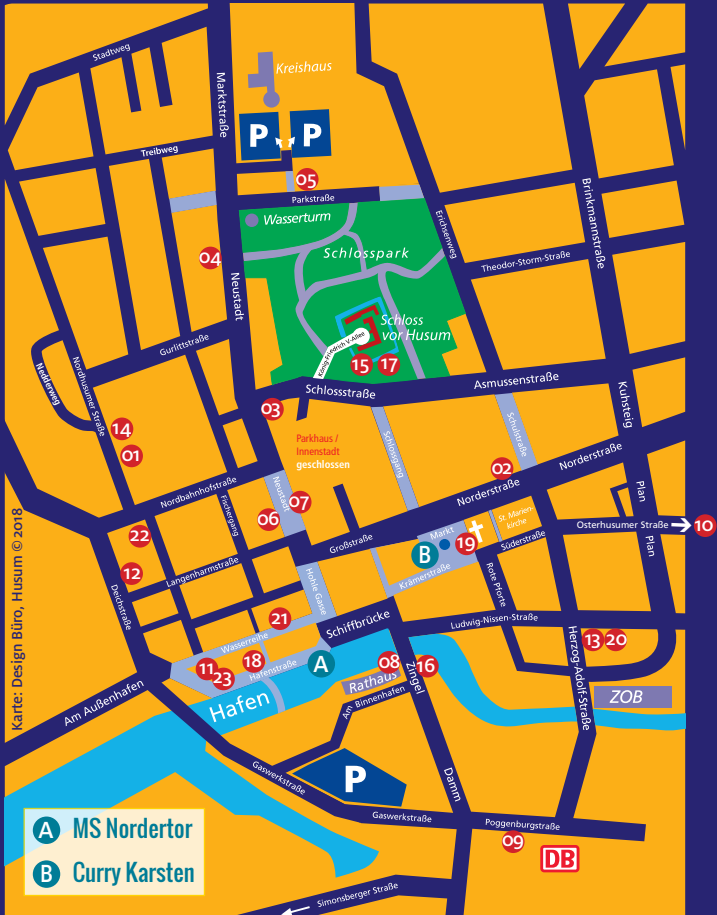 Stadtweg
Marktstraße
Kreishaus
P
P
Treibweg
05
Parkstraße
Wasserturm
Erichsenweg
Brinkmannstraße
04
Schlosspark
Theodor-Storm-Straße
Neustadt
Schloss
vor Husum
König-Friedrich V-Allee
Gurlittstraße
15
17
Nedderweg
Nordhusumer Straße
Schlossstraße
Asmussenstraße
Kuhsteig
03
14
01
Parkhaus /
Innenstadt
geschlossen
Schlossgang
Schulstraße
Norderstraße
02
Norderstraße
Nordbahnhofstraße
Neustadt
07
06
Fischergang
Plan
St. Marien-
kirche
Osterhusumer Straße
10
22
Großstraße
Markt
B
19
Süderstraße
Plan
Karte: Design Büro, Husum © 2018
12
Langenharmstraße
Krämerstraße
Rote Pforte
Deichstraße
Hohle Gasse
21
Schiffbrücke
Ludwig-Nissen-Straße
Wasserreihe
13
20
11
23
18
Hafenstraße
A
08
16
Herzog-Adolf-Straße
Rathaus
Zingel
ZOB
Am Außenhafen
Hafen
Am Binnenhafen
Gaswerkstraße
P
Damm
Gaswerkstraße
Poggenburgstraße
09
DB
A MS Nordertor
B Curry Karsten
Simonsberger Straße